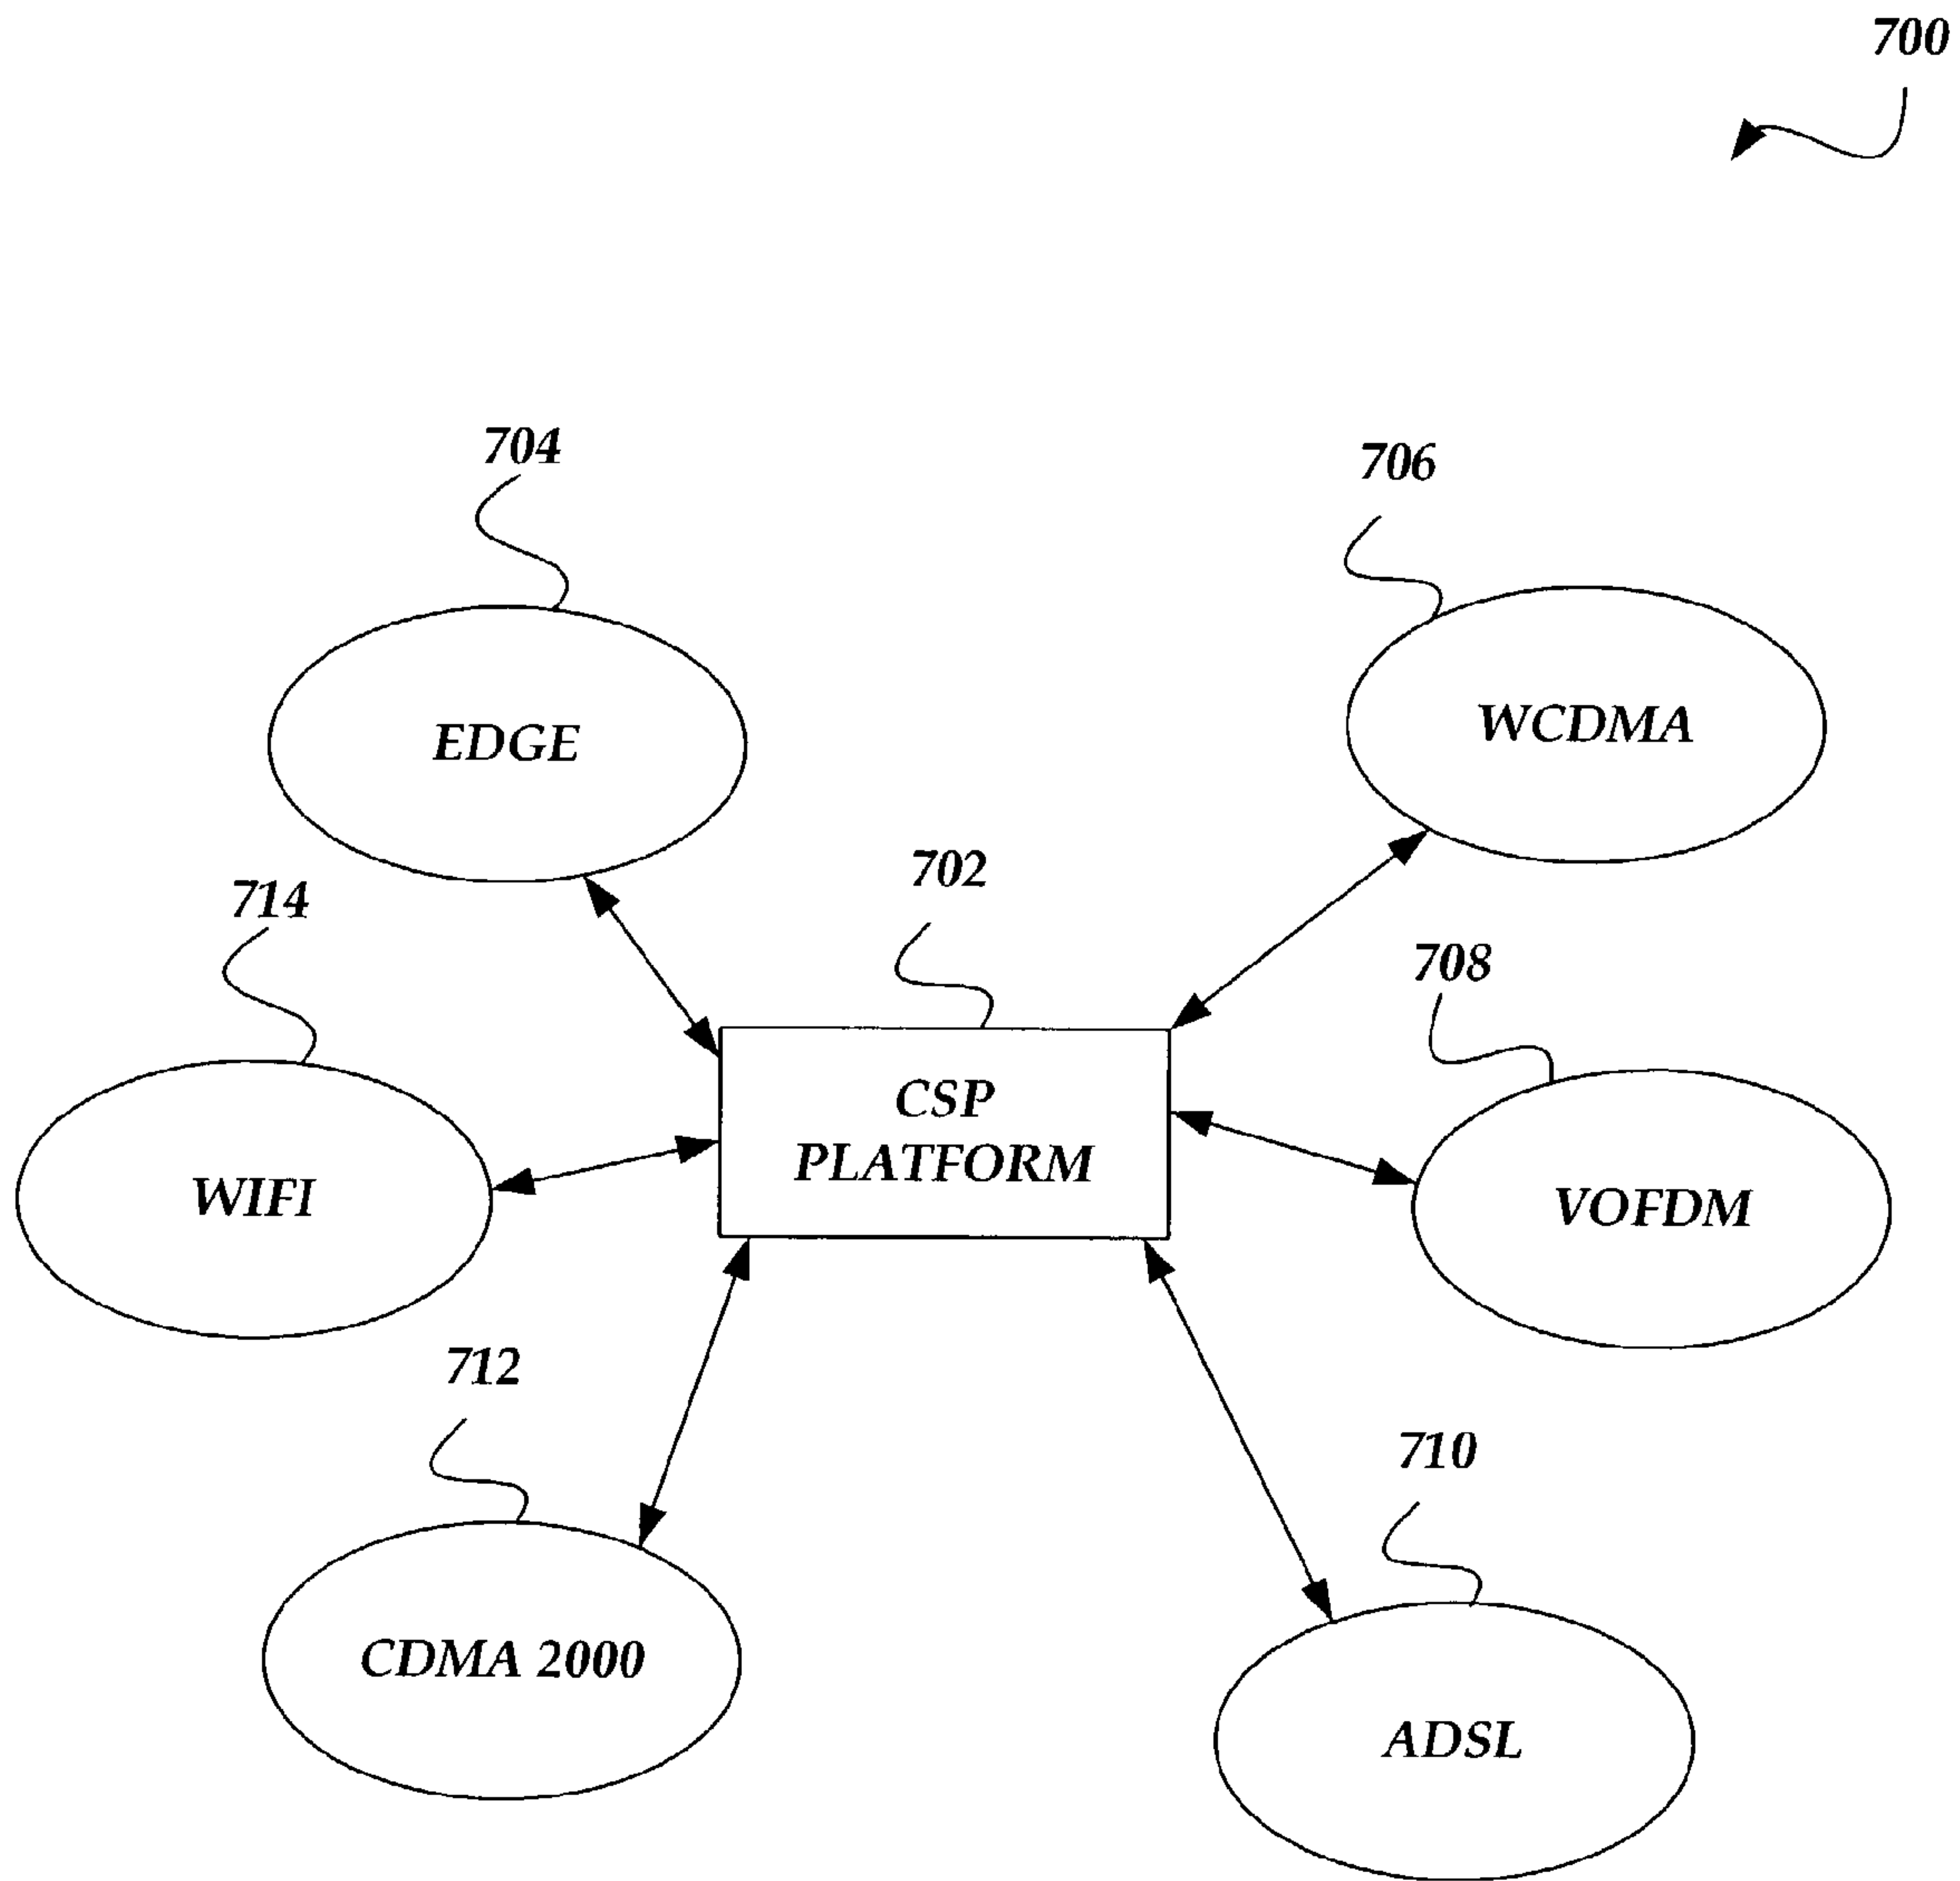 700
704
706
EDGE
WCDMA
702
714
708
CSP
PLATFORM
WIFI
VOFDM
712
710
CDMA 2000
ADSL